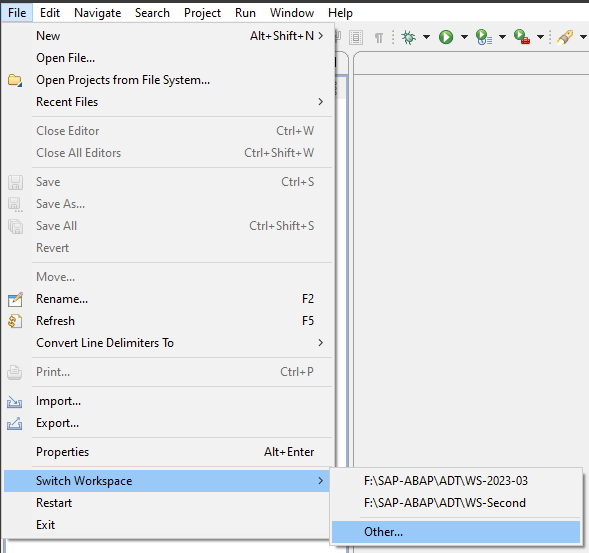 File Edit Navigate Search Project Run Window Help
New Alt+Shift+N
Open File...
Open Projects from File System...
Recent Files
Close Editor Ctrl+W
Close All Editors Ctrl+Shift+W
Save Ctrl+S
Save As...
Save All Ctrl+Shift+S
Revert
Move...
Rename... F2
Refresh F5
Convert Line Delimiters To
Print... Ctrl+P
Import...
Export...
Properties Alt+Enter
Switch Workspace
F:\SAP-ABAP\ADT\WS-2023-03
Restart
F:\SAP-ABAP\ADT\WS-Second
Exit
Other...